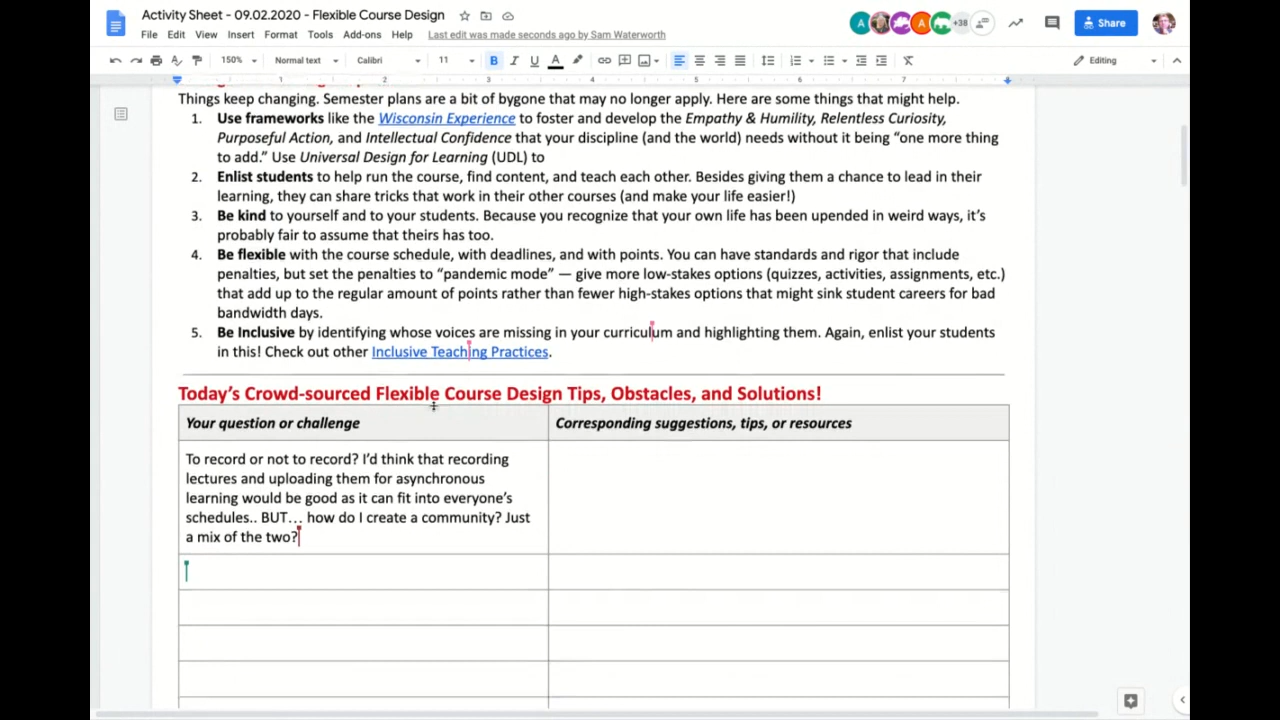 Activity Sheet - 09.02.2020 - Flexible Course Design
File Edit View Insert Format Tools Add-ons Help Last edit was made seconds ago by Sam Waterworth
A A +38 Share
150% Normal text Calibri 11 B I U A Editing
1 2 3 4 5 6 7
Things keep changing. Semester plans are a bit of bygone that may no longer apply. Here are some things that might help.
1. Use frameworks like the Wisconsin Experience to foster and develop the Empathy & Humility, Relentless Curiosity,
Purposeful Action, and Intellectual Confidence that your discipline (and the world) needs without it being “one more thing
to add.” Use Universal Design for Learning (UDL) to
2. Enlist students to help run the course, find content, and teach each other. Besides giving them a chance to lead in their
learning, they can share tricks that work in their other courses (and make your life easier!)
3. Be kind to yourself and to your students. Because you recognize that your own life has been upended in weird ways, it’s
probably fair to assume that theirs has too.
4. Be flexible with the course schedule, with deadlines, and with points. You can have standards and rigor that include
penalties, but set the penalties to “pandemic mode” — give more low-stakes options (quizzes, activities, assignments, etc.)
that add up to the regular amount of points rather than fewer high-stakes options that might sink student careers for bad
bandwidth days.
5. Be Inclusive by identifying whose voices are missing in your curriculum and highlighting them. Again, enlist your students
in this! Check out other Inclusive Teaching Practices.
Today’s Crowd-sourced Flexible Course Design Tips, Obstacles, and Solutions!
Your question or challenge
Corresponding suggestions, tips, or resources
To record or not to record? I’d think that recording
lectures and uploading them for asynchronous
learning would be good as it can fit into everyone’s
schedules.. BUT... how do I create a community? Just
a mix of the two?